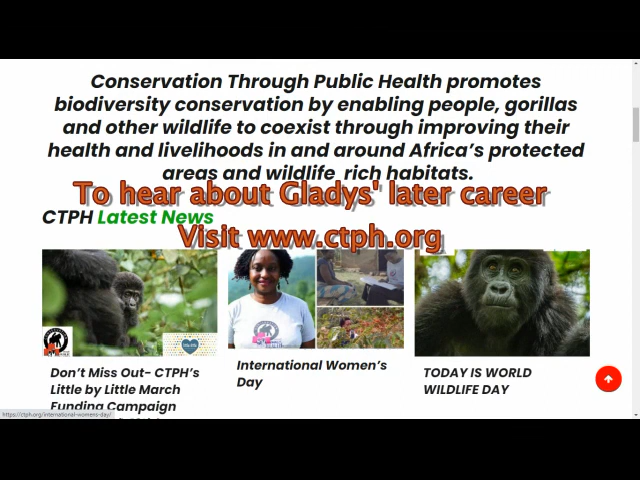 Conservation Through Public Health promotes
biodiversity conservation by enabling people, gorillas
and other wildlife to coexist through improving their
health and livelihoods in and around Africa's protected
areas and wildlife rich habitats.
To hear about Gladys' later career
CTPH Latest News
Visit www.ctph.org
Don't Miss Out- CTPH's
Little by Little March
Funding Campaign
International Women's
Day
TODAY IS WORLD
WILDLIFE DAY
https://ctph.org/international-womens-day/